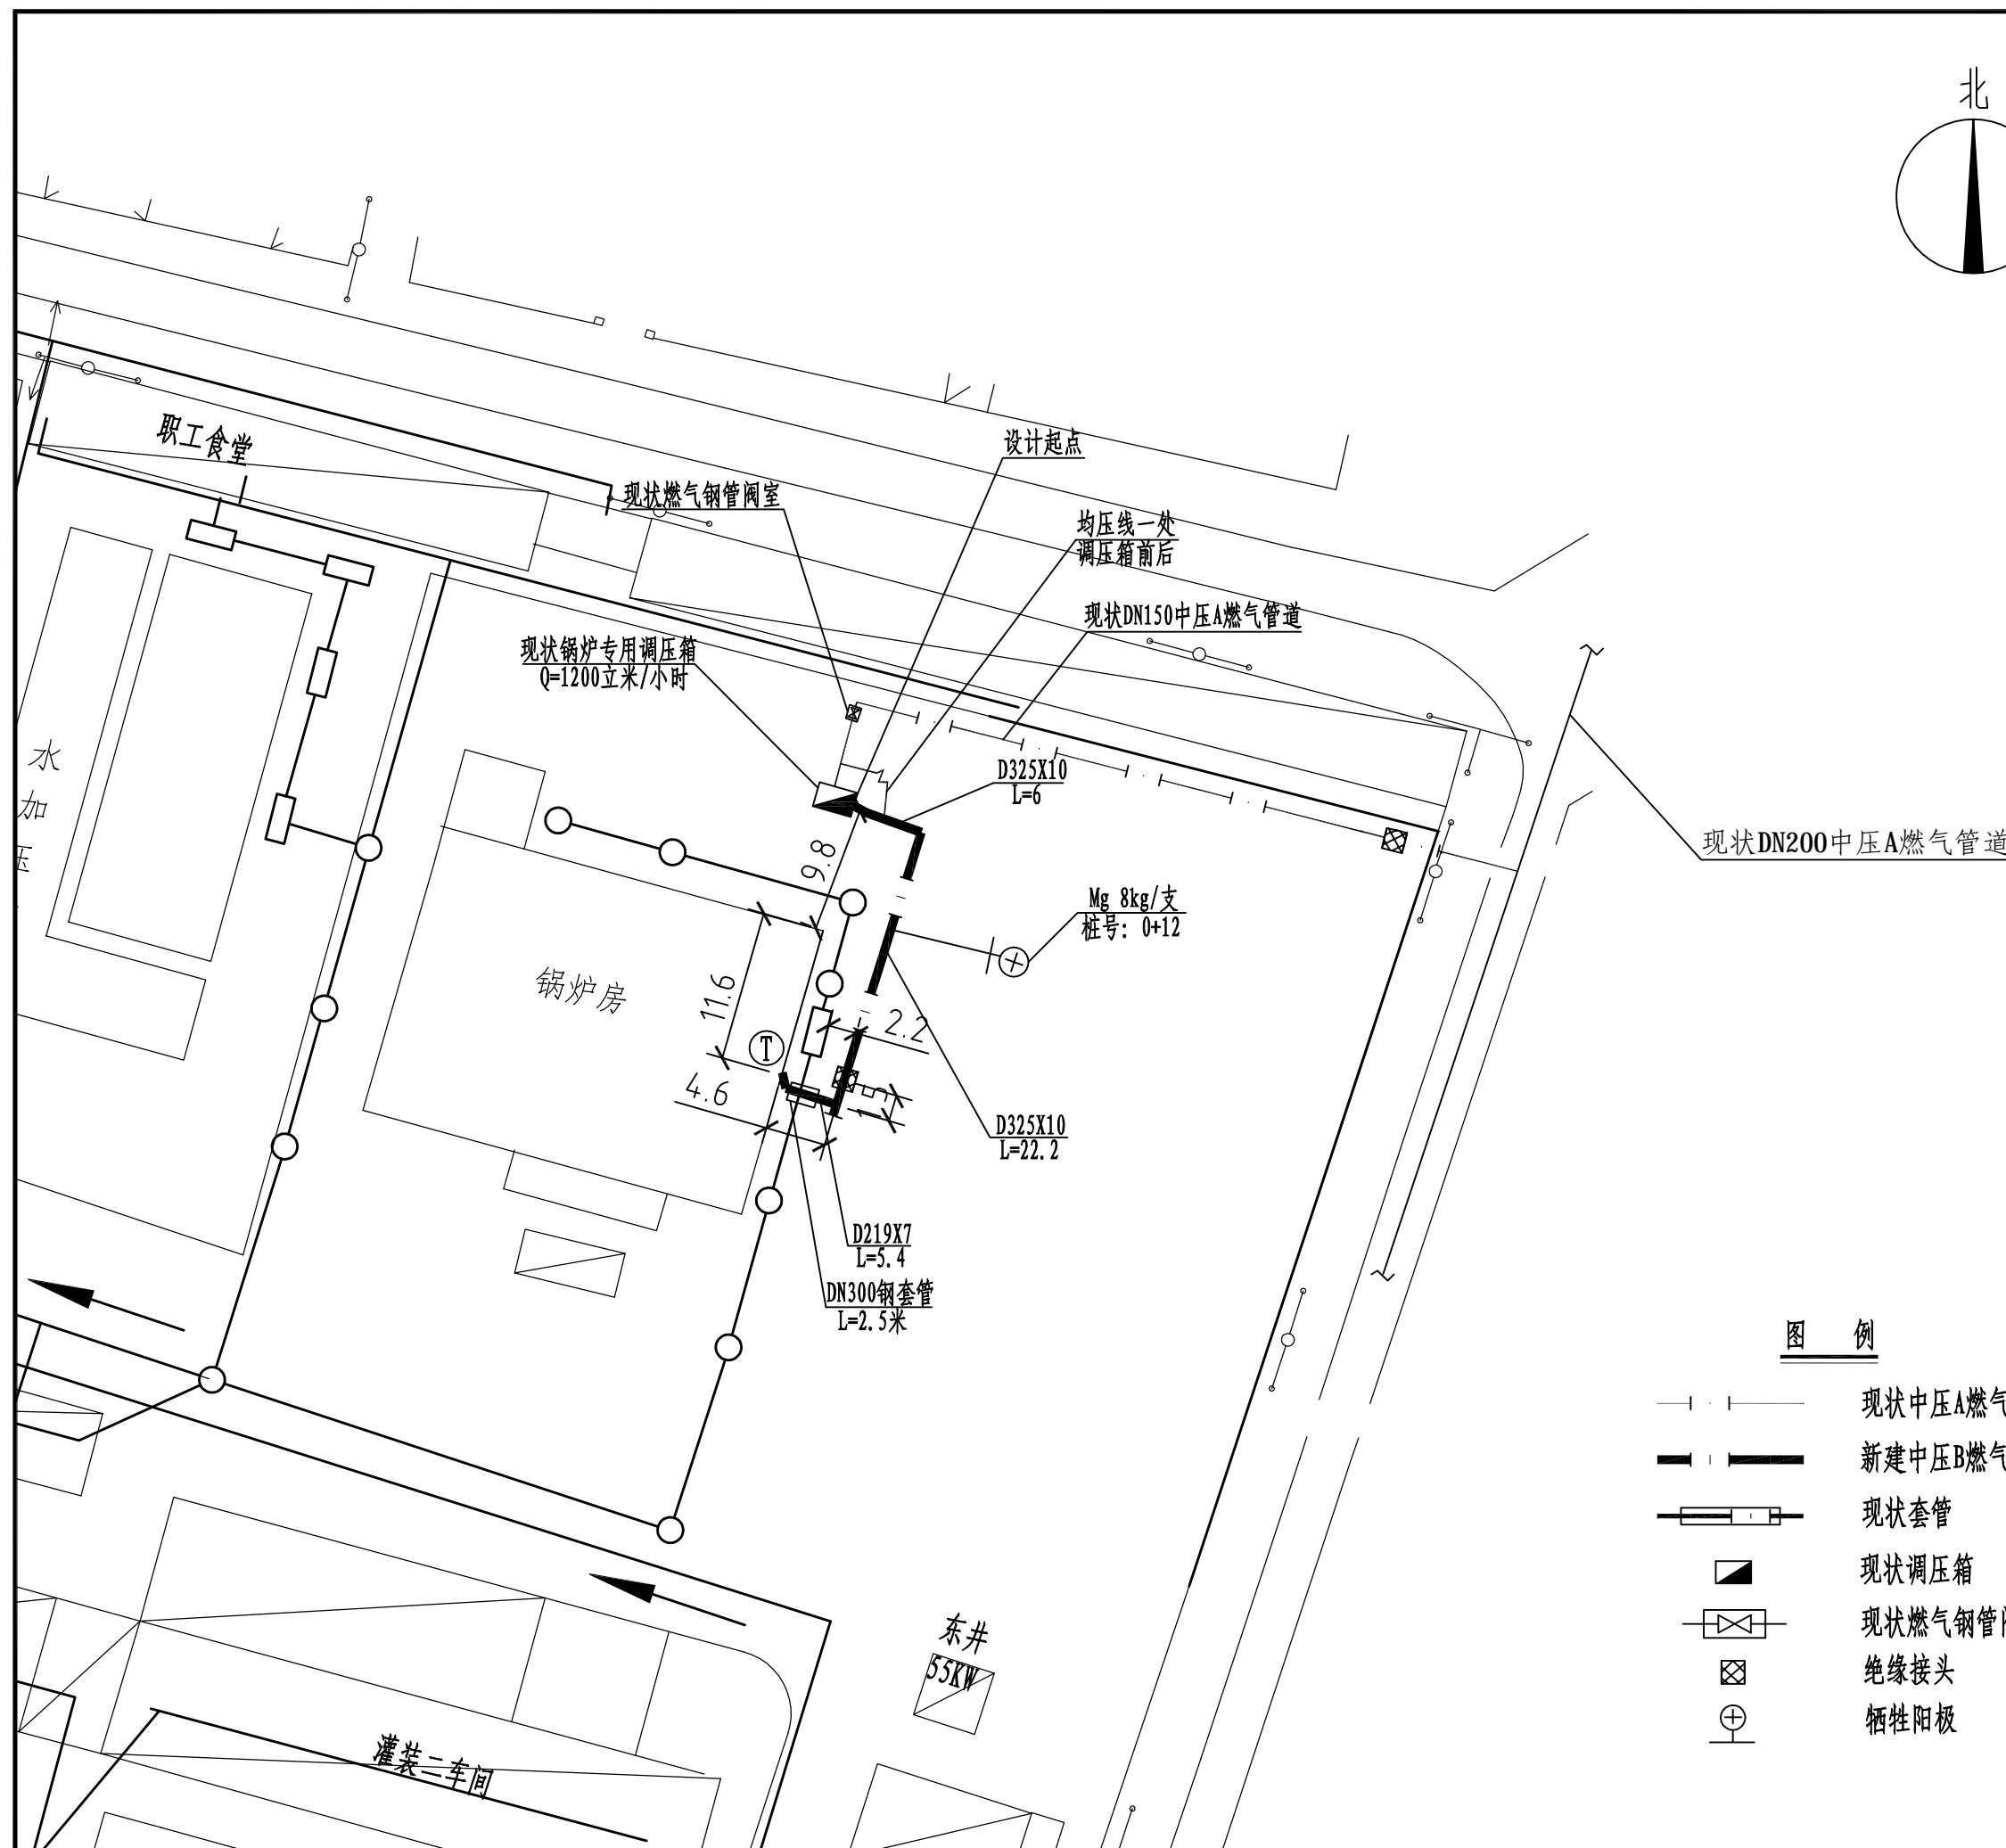 北
职工食堂
设计起点
现状燃气钢管阀室
均压线一处
调压箱前后
现状DN150中压A燃气管道
现状锅炉专用调压箱
Q=1200立米/小时
水
加
压
D325X10
L=6
现状DN200中压A燃气管道
9.8
Mg 8kg/支
桩号: 0+12
锅炉房
11.6
2.2
T
4.6
1.5
D325X10
L=22.2
D219X7
L=5.4
DN300钢套管
L=2.5米
图 例
现状中压A燃气
新建中压B燃气
现状套管
现状调压箱
现状燃气钢管
绝缘接头
牺牲阳极
东井
55KW
灌装二车间